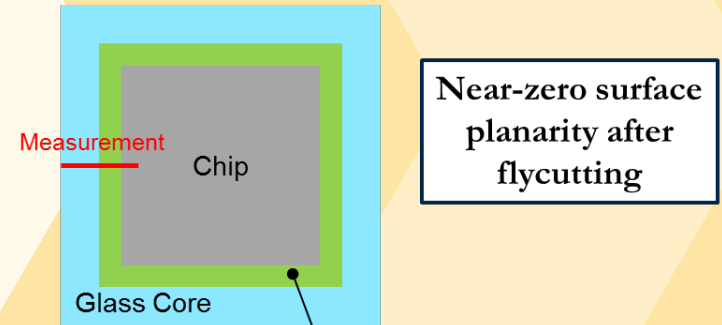 Near-zero surface
planarity after
flycutting
Measurement
Chip
Glass Core